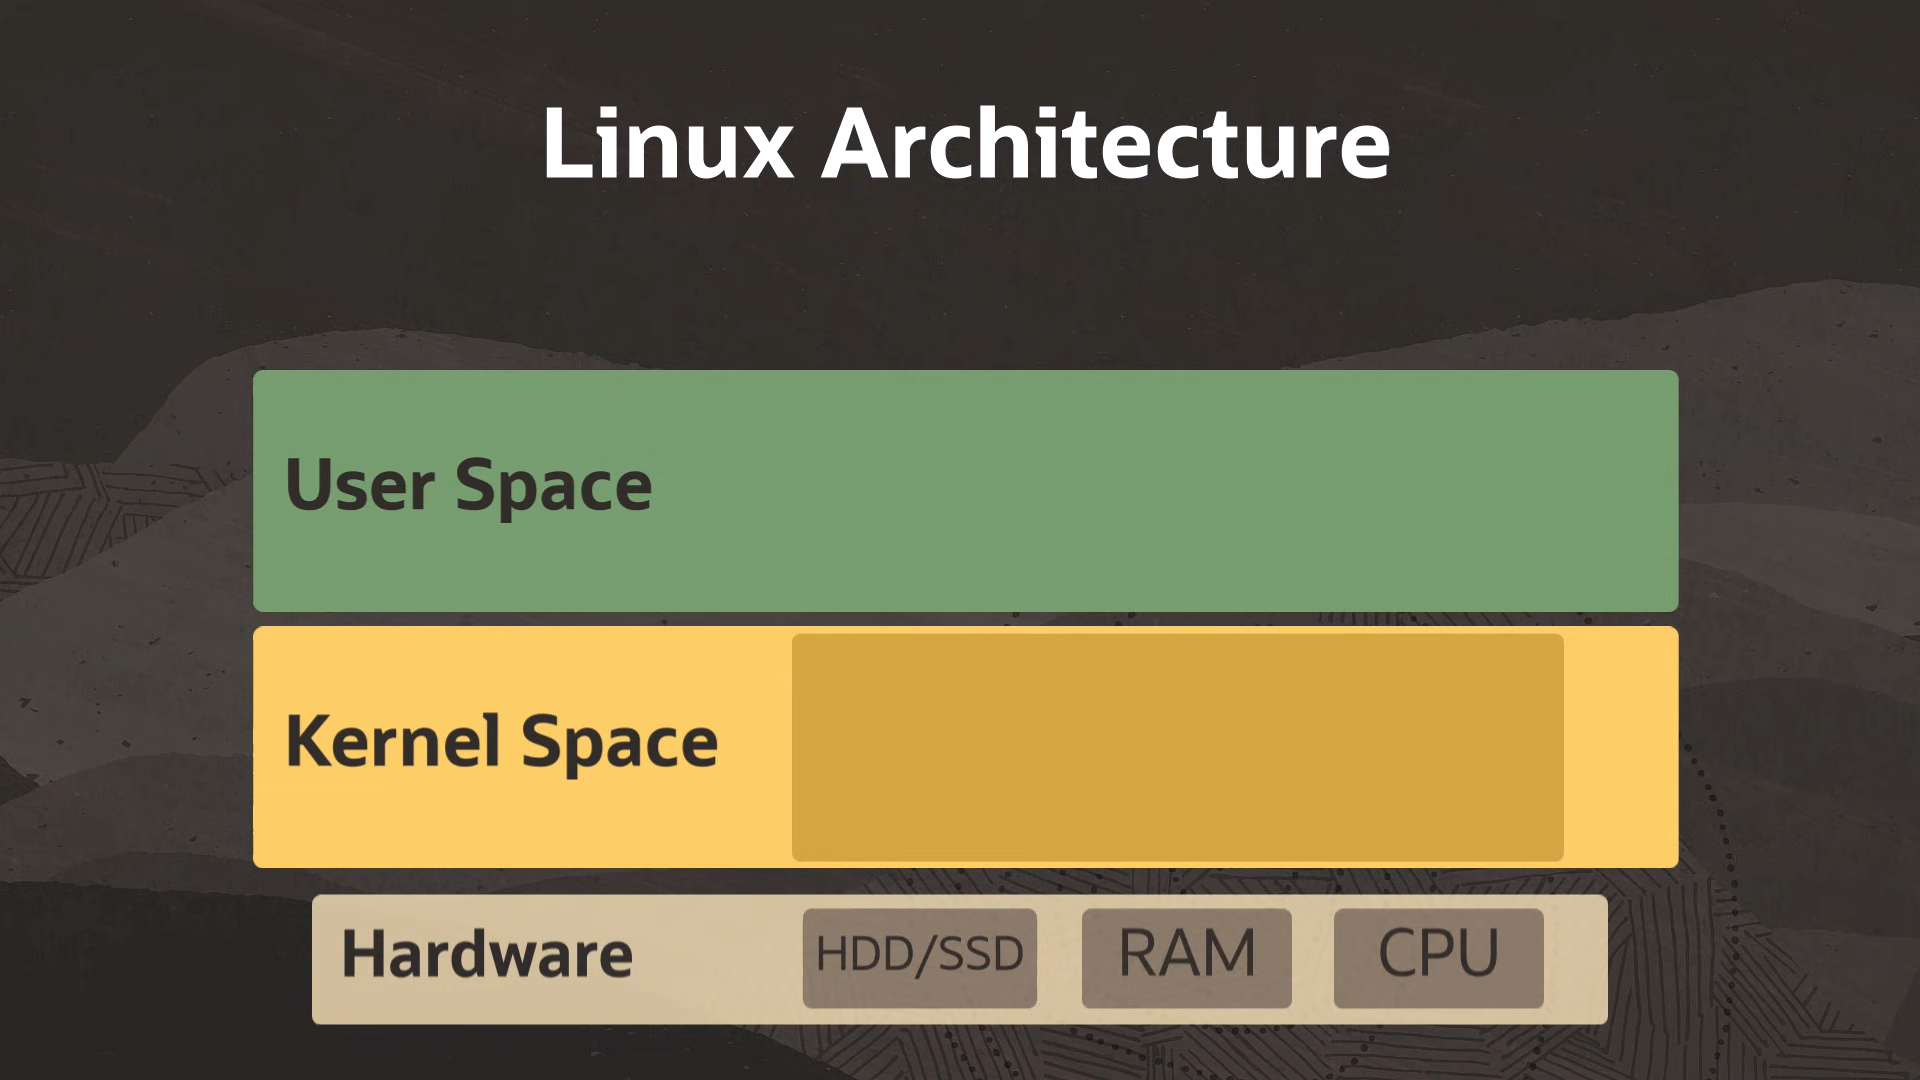 Linux Architecture
User Space
Kernel Space
Hardware
HDD/SSD
RAM
CPU